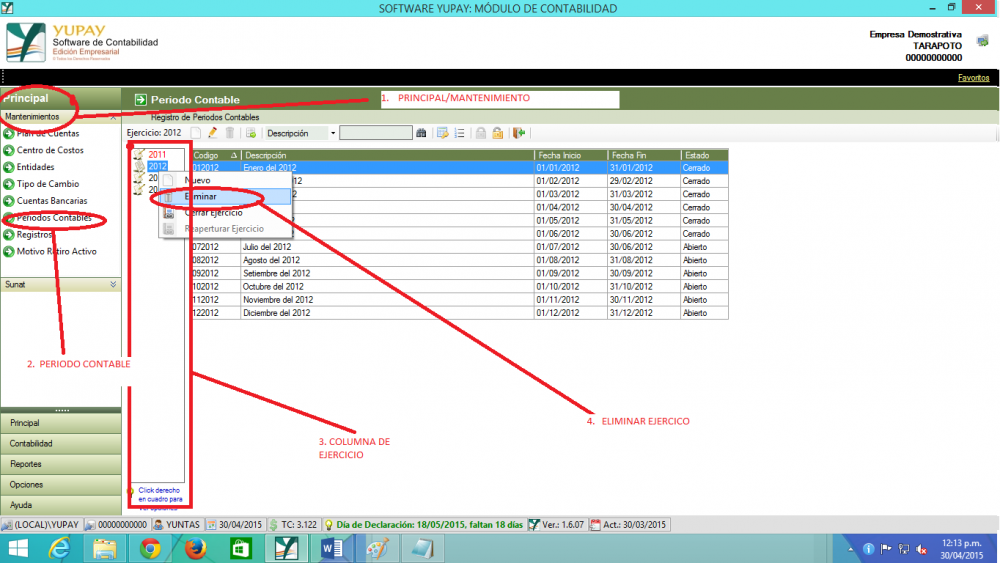 SOFTWARE YUPAY: MÓDULO DE CONTABILIDAD
YUPAY
Software de Contabilidad
Edición Empresarial
© Todos los Derechos Reservados
Empresa Demostrativa
TARAPOTO
00000000000
Favoritos
Principal
Periodo Contable
1. PRINCIPAL/MANTENIMIENTO
Mantenimientos
Registro de Periodos Contables
Plan de Cuentas
Ejercicio: 2012
Descripción
Centro de Costos
Entidades
Tipo de Cambio
Cuentas Bancarias
Periodos Contables
Registros
Motivo Retiro Activo
Sunat
2011
2012
20
20
Nuevo
Eliminar
Cerrar Ejercicio
Reaperturar Ejercicio
Codigo Descripción Fecha Inicio Fecha Fin Estado
012012 Enero del 2012 01/01/2012 31/01/2012 Cerrado
12 01/02/2012 29/02/2012 Cerrado
2 01/03/2012 31/03/2012 Cerrado
01/04/2012 30/04/2012 Cerrado
01/05/2012 31/05/2012 Cerrado
01/06/2012 30/06/2012 Cerrado
072012 Julio del 2012 01/07/2012 30/06/2012 Abierto
082012 Agosto del 2012 01/08/2012 31/08/2012 Abierto
092012 Setiembre del 2012 01/09/2012 30/09/2012 Abierto
102012 Octubre del 2012 01/10/2012 31/10/2012 Abierto
112012 Noviembre del 2012 01/11/2012 30/11/2012 Abierto
122012 Diciembre del 2012 01/12/2012 31/12/2012 Abierto
2. PERIODO CONTABLE
3. COLUMNA DE
EJERCICIO
4. ELIMINAR EJERCICO
Principal
Contabilidad
Reportes
Opciones
Ayuda
Click derecho
en cuadro para
ver opciones
(LOCAL)\YUPAY 00000000000 YUNTAS 30/04/2015 TC: 3.122 Día de Declaración: 18/05/2015, faltan 18 días Ver.: 1.6.07 Act.: 30/03/2015
12:13 p.m.
30/04/2015